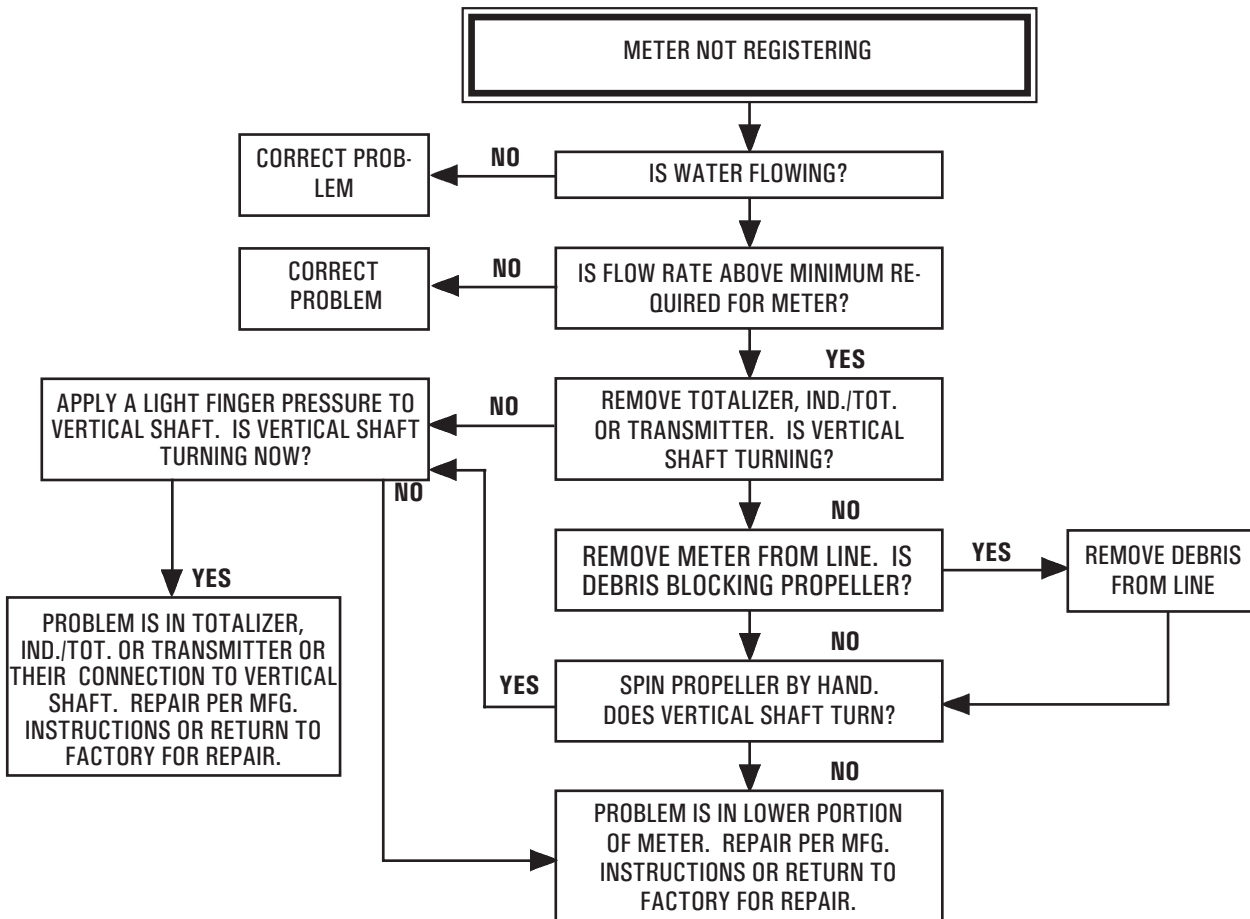 METER NOT REGISTERING
CORRECT PROB-
LEM
NO
IS WATER FLOWING?
CORRECT
PROBLEM
NO
IS FLOW RATE ABOVE MINIMUM RE-
QUIRED FOR METER?
YES
APPLY A LIGHT FINGER PRESSURE TO
VERTICAL SHAFT. IS VERTICAL SHAFT
TURNING NOW?
NO
REMOVE TOTALIZER, IND./TOT.
OR TRANSMITTER. IS VERTICAL
SHAFT TURNING?
NO
NO
REMOVE METER FROM LINE. IS
DEBRIS BLOCKING PROPELLER?
YES
REMOVE DEBRIS
FROM LINE
YES
NO
PROBLEM IS IN TOTALIZER,
IND./TOT. OR TRANSMITTER OR
THEIR CONNECTION TO VERTICAL
SHAFT. REPAIR PER MFG.
INSTRUCTIONS OR RETURN TO
FACTORY FOR REPAIR.
YES
SPIN PROPELLER BY HAND.
DOES VERTICAL SHAFT TURN?
NO
PROBLEM IS IN LOWER PORTION
OF METER. REPAIR PER MFG.
INSTRUCTIONS OR RETURN TO
FACTORY FOR REPAIR.